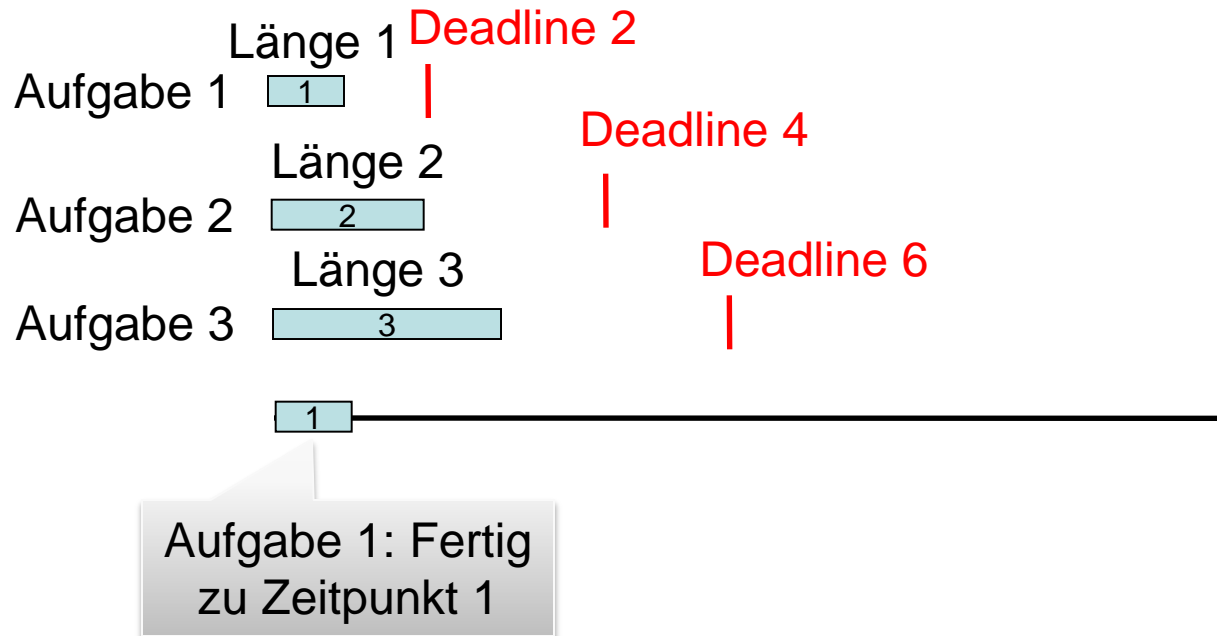 Länge 1 Deadline 2
Aufgabe 1 1
Deadline 4
Länge 2
Aufgabe 2 2
Deadline 6
Länge 3
Aufgabe 3 3
1
Aufgabe 1: Fertig
zu Zeitpunkt 1